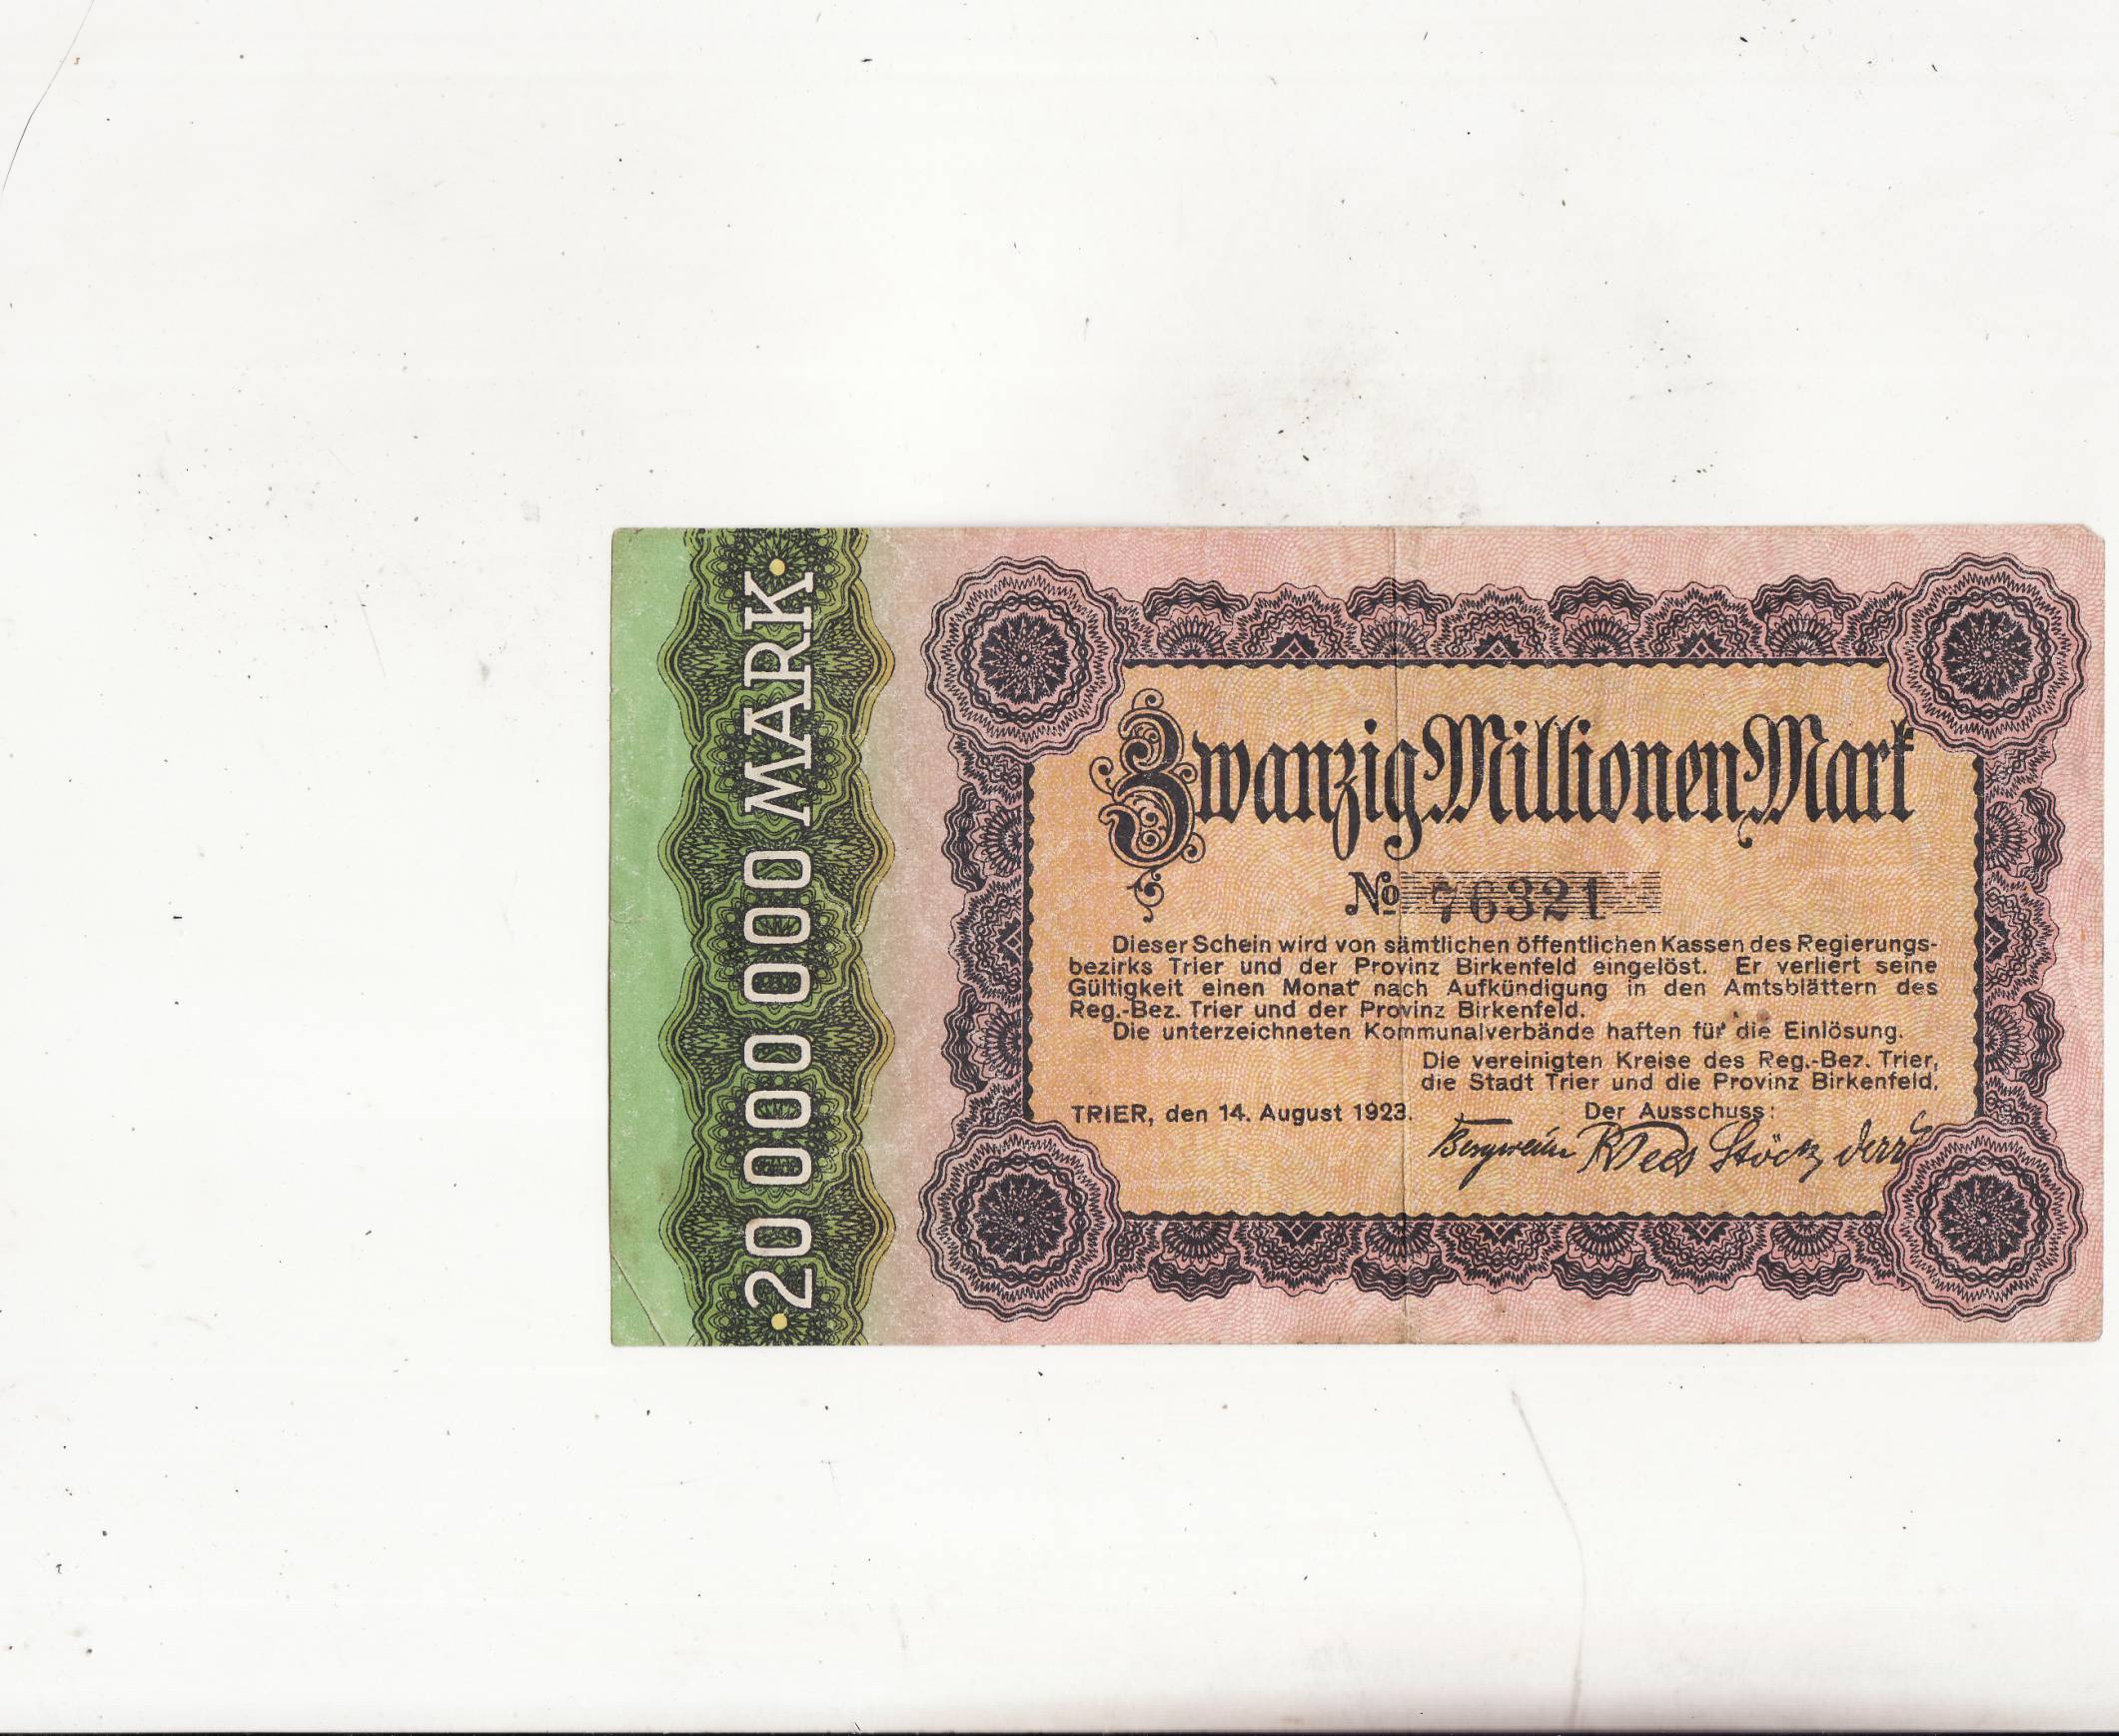 20 000 000 MARK
Zwanzig Millionen Mark
No 76321
Dieser Schein wird von sämtlichen öffentlichen Kassen des Regierungs-
bezirks Trier und der Provinz Birkenfeld eingelöst. Er verliert seine
Gültigkeit einen Monat nach Aufkündigung in den Amtsblättern des
Reg.-Bez. Trier und der Provinz Birkenfeld.
Die unterzeichneten Kommunalverbände haften für die Einlösung.
Die vereinigten Kreise des Reg.-Bez. Trier,
die Stadt Trier und die Provinz Birkenfeld.
TRIER, den 14. August 1923.
Der Ausschuss: